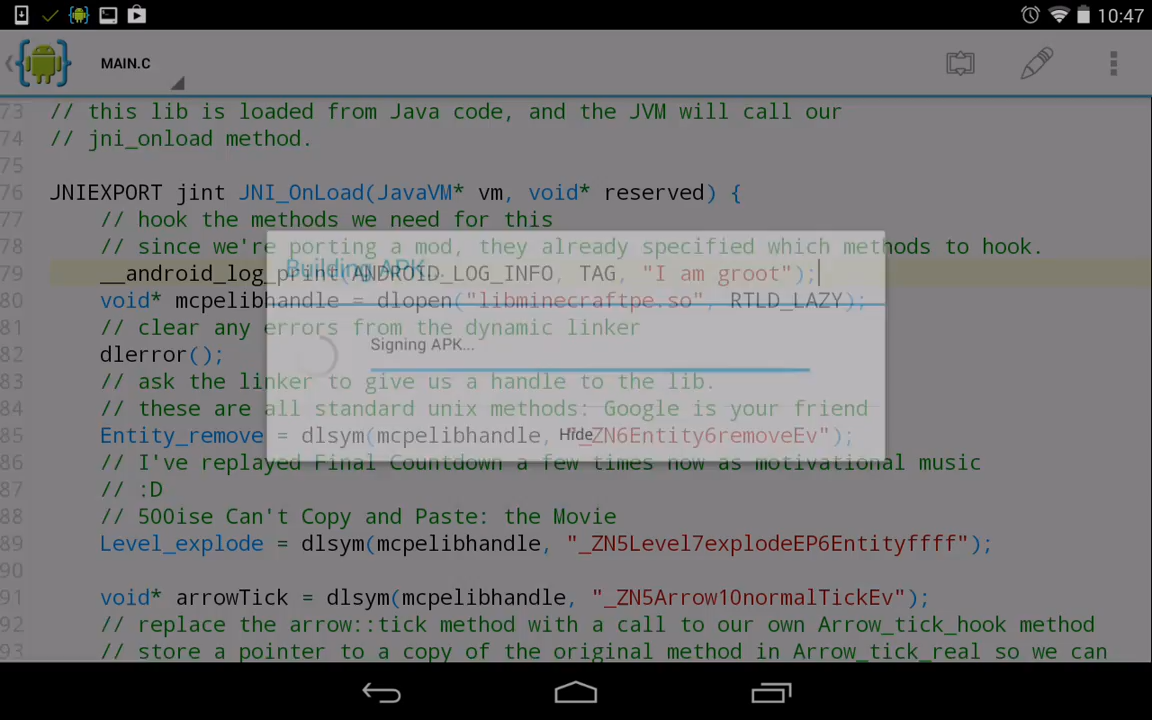 10:47
MAIN.C
73 // this lib is loaded from Java code, and the JVM will call our
74 // jni_onload method.
75
76 JNIEXPORT jint JNI_OnLoad(JavaVM* vm, void* reserved) {
77 // hook the methods we need for this
78 // since we're porting a mod, they already specified which methods to hook.
79 __android_log_print(ANDROID_LOG_INFO, TAG, "I am groot");
Building APK...
80 void* mcpelibhandle = dlopen("libminecraftpe.so", RTLD_LAZY);
81 // clear any errors from the dynamic linker
Signing APK...
82 dlerror();
83 // ask the linker to give us a handle to the lib.
84 // these are all standard unix methods: Google is your friend
85 Entity_remove = dlsym(mcpelibhandle, "_ZN6Entity6removeEv");
Hide
86 // I've replayed Final Countdown a few times now as motivational music
87 // :D
88 // 500ise Can't Copy and Paste: the Movie
89 Level_explode = dlsym(mcpelibhandle, "_ZN5Level7explodeEP6Entityffff");
90
91 void* arrowTick = dlsym(mcpelibhandle, "_ZN5Arrow10normalTickEv");
92 // replace the arrow::tick method with a call to our own Arrow_tick_hook method
93 // store a pointer to a copy of the original method in Arrow_tick_real so we can